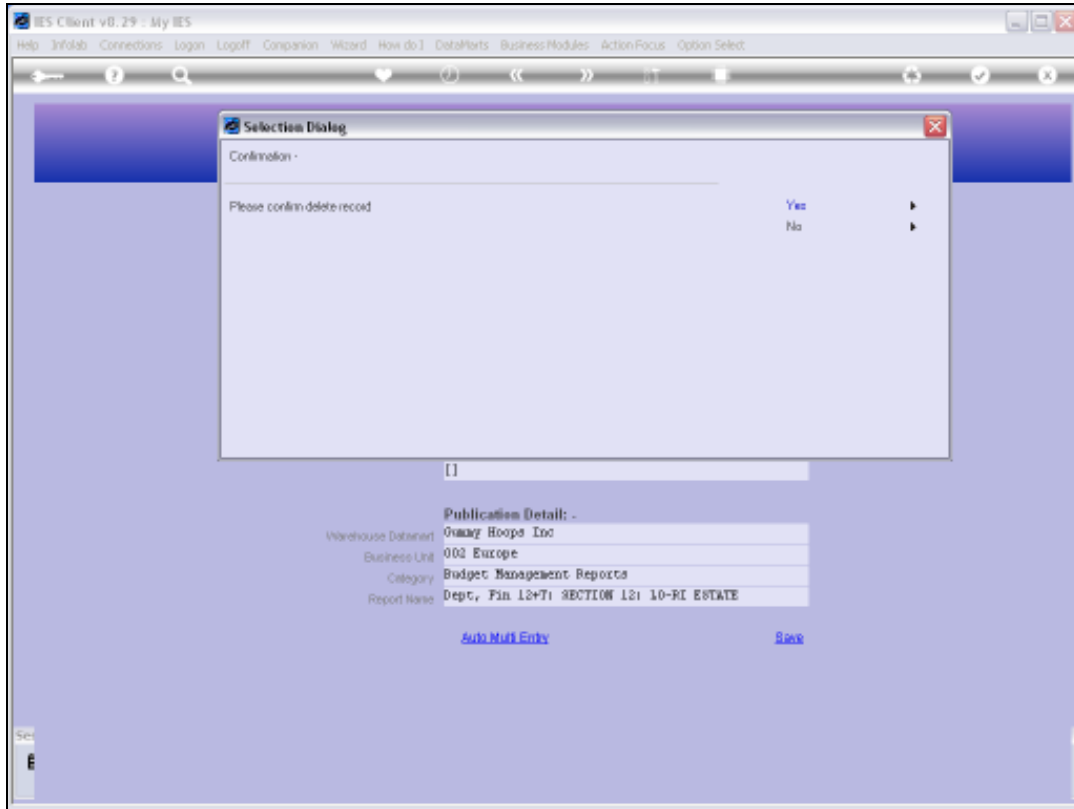 IES Client v8.29 : My IES
Help Infolab Connections Logon Logoff Companion Wizard How do I DataMarts Business Modules Action Focus Option Select
Selection Dialog
Confirmation -
Please confirm delete record
Yes
No
[]
Publication Detail: -
Warehouse Datamart Gummy Hoops Inc
Business Unit 002 Europe
Category Budget Management Reports
Report Name Dept, Fin 12+T: SECTION 12: 10-RI ESTATE
Auto Multi Entry Save